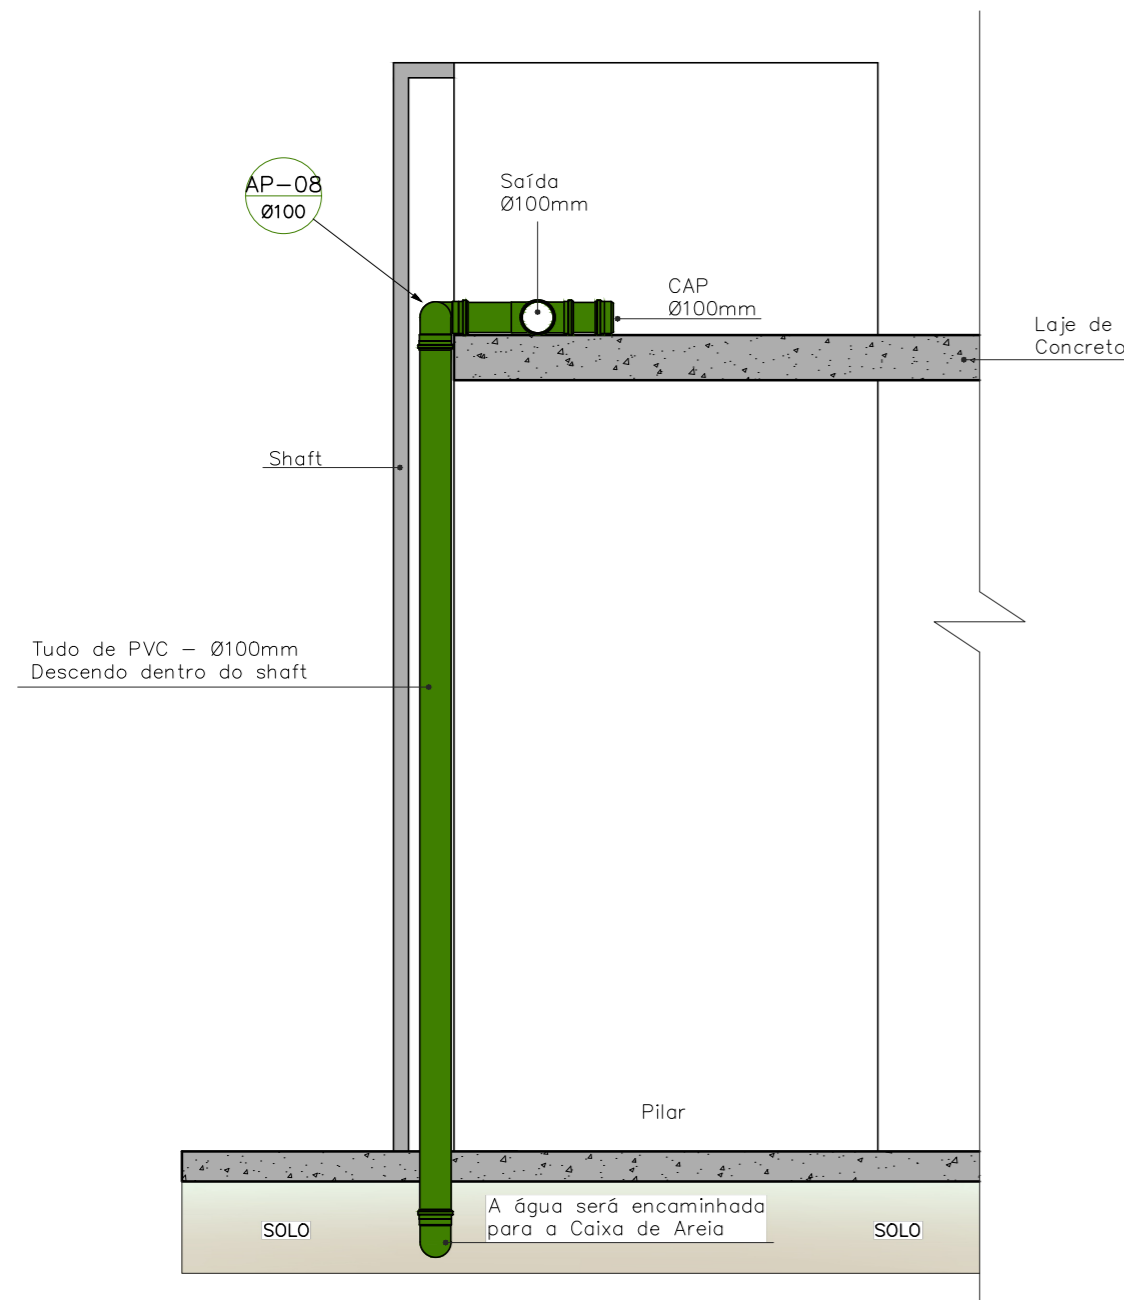 AP-08
Ø100
Saída
Ø100mm
CAP
Ø100mm
Laje de
Concreto
Shaft
Tudo de PVC - Ø100mm
Descendo dentro do shaft
Pilar
A água será encaminhada
para a Caixa de Areia
SOLO
SOLO